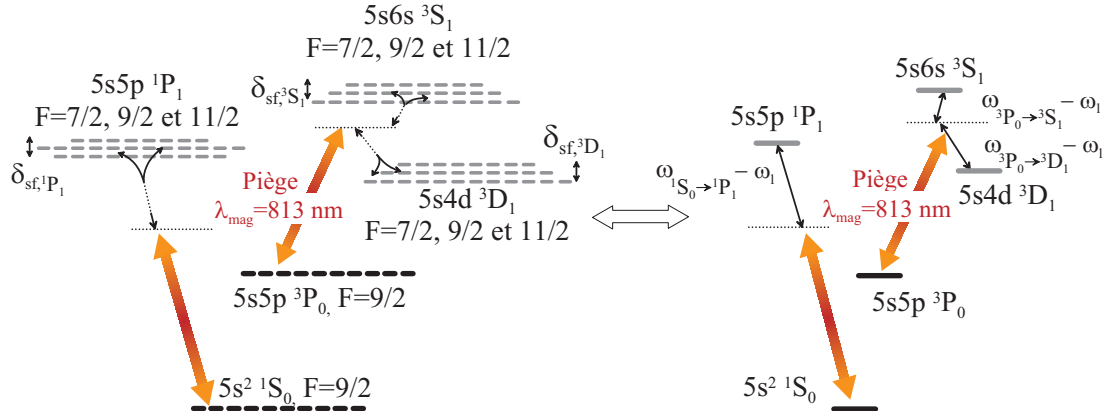 5s6s ³S₁
F=7/2, 9/2 et 11/2
δsf,³S₁
5s5p ¹P₁
F=7/2, 9/2 et 11/2
δsf,¹P₁
δsf,³D₁
Piège
λmag=813 nm
5s4d ³D₁
F=7/2, 9/2 et 11/2
5s5p ³P₀, F=9/2
5s² ¹S₀, F=9/2
5s6s ³S₁
5s5p ¹P₁
ω³P₀→³S₁ − ωl
ω³P₀→³D₁ − ωl
ω¹S₀→¹P₁ − ωl
Piège
λmag=813 nm
5s4d ³D₁
5s5p ³P₀
5s² ¹S₀